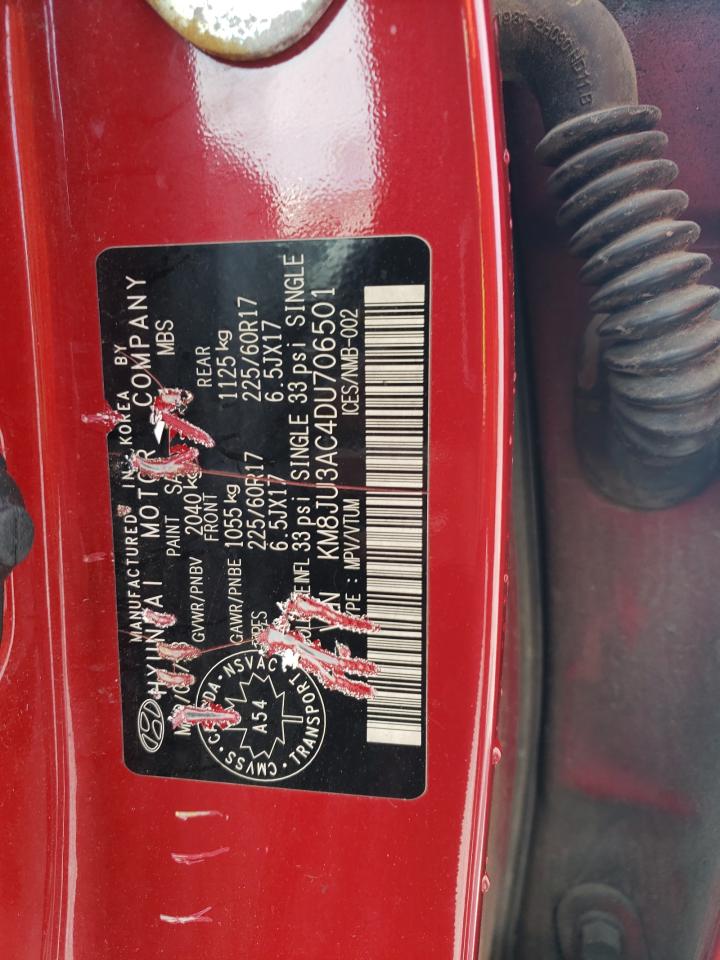 MANUFACTURED IN KOREA BY
HYUNDAI MOTOR COMPANY
PAINT MBS
GVWR/PNBV 2040 kg
FRONT REAR
GAWR/PNBE 1055 kg 1125 kg
225/60R17 225/60R17
6.5JX17 6.5JX17
33 psi SINGLE 33 psi SINGLE
KM8JU3AC4DU706501
TYPE : MPV/VTUM ICES/NMB-002
CMVSS · CANADA · NSVAC · TRANSPORT ·
A54